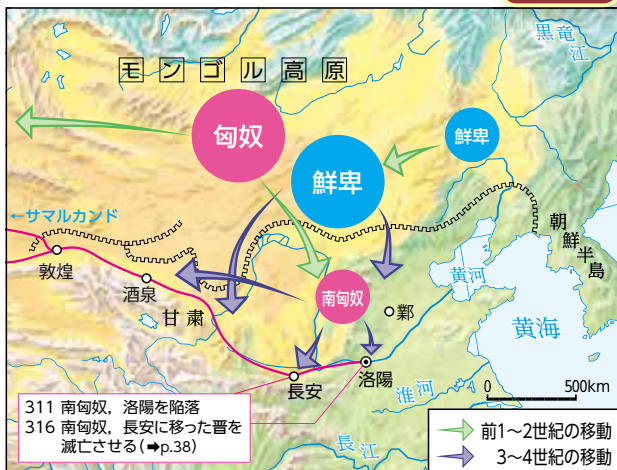 モンゴル高原
黒竜江
匈奴
鮮卑
鮮卑
←サマルカンド
敦煌
酒泉
甘粛
南匈奴
鄴
黄河
朝鮮半島
黄海
長安
洛陽
淮河
長江
0 500km
311 南匈奴,洛陽を陥落
316 南匈奴,長安に移った晋を
滅亡させる(➡p.38)
前1~2世紀の移動
3~4世紀の移動